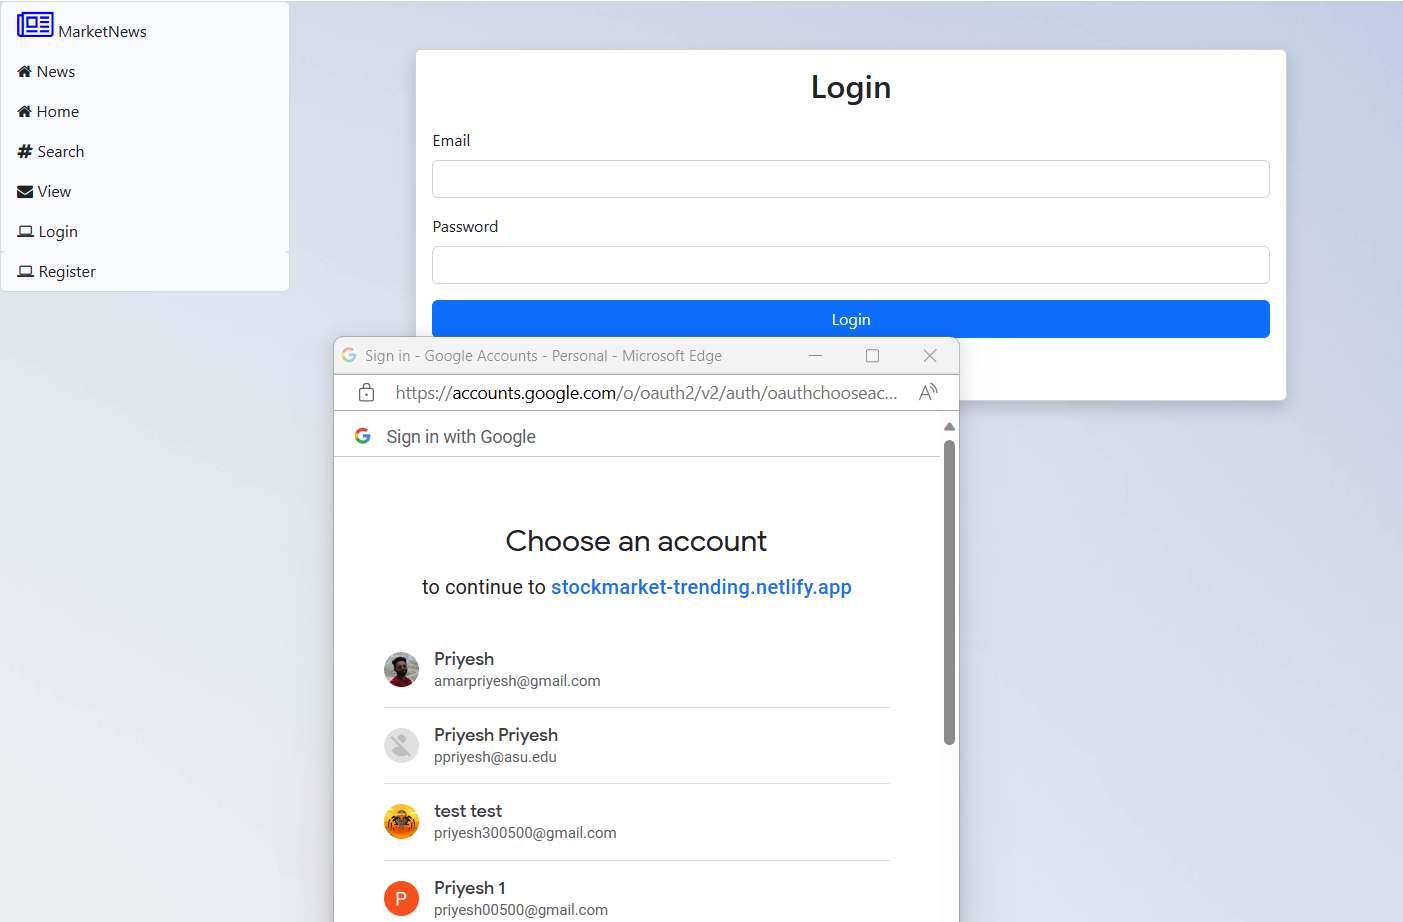 MarketNews
News
Home
Search
View
Login
Register
Login
Email
Password
Login
Sign in - Google Accounts - Personal - Microsoft Edge
https://accounts.google.com/o/oauth2/v2/auth/oauthchooseac...
Sign in with Google
Choose an account
to continue to stockmarket-trending.netlify.app
Priyesh
amarpriyesh@gmail.com
Priyesh Priyesh
ppriyesh@asu.edu
test test
priyesh300500@gmail.com
P
Priyesh 1
priyesh00500@gmail.com